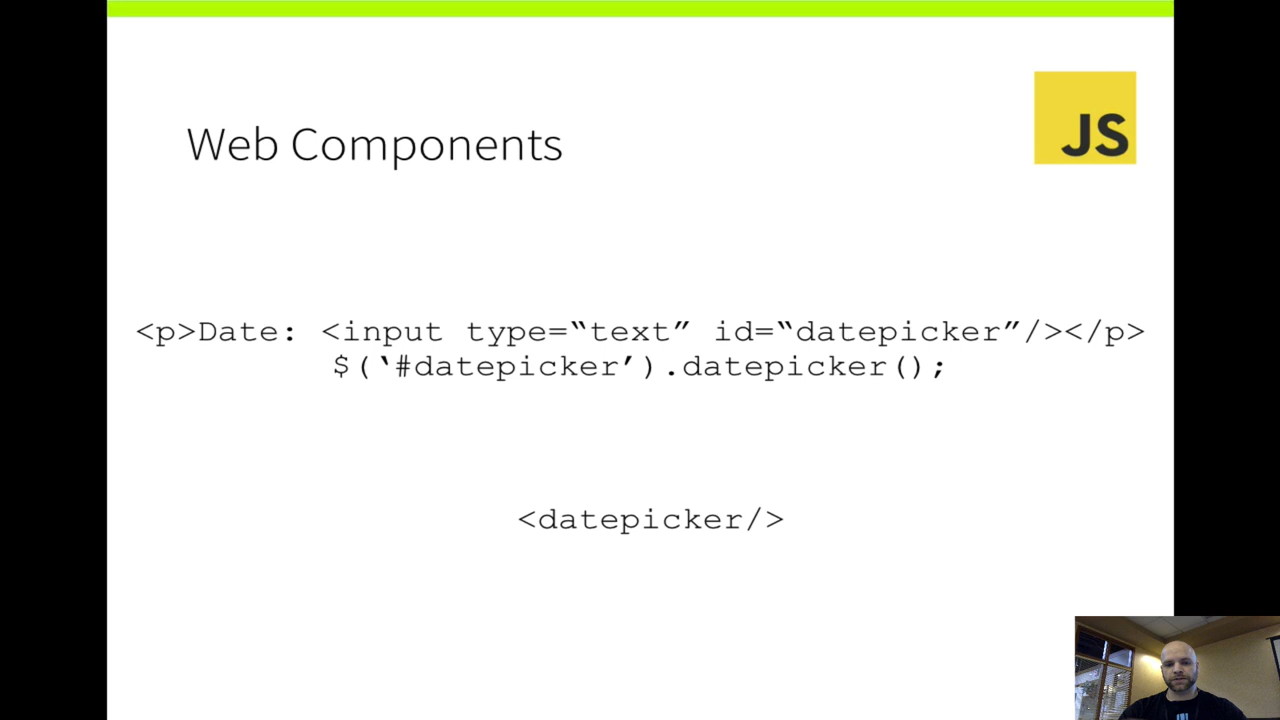 Web Components
JS
<p>Date: <input type=“text” id=“datepicker”/></p>
$(‘#datepicker’).datepicker();
<datepicker/>